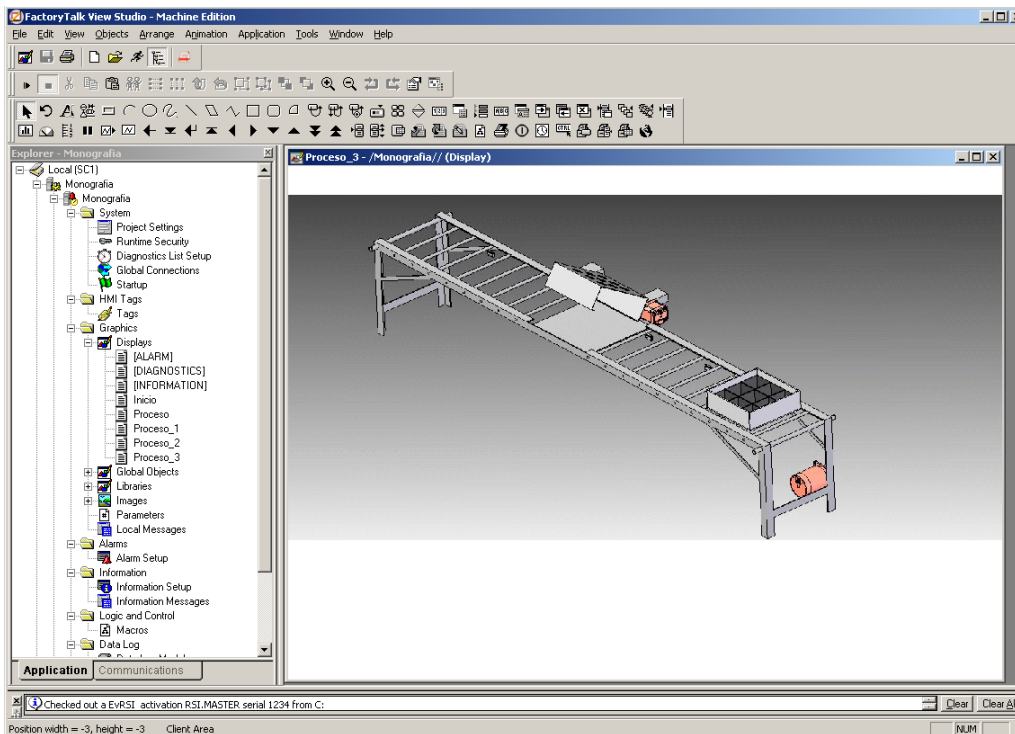 FactoryTalk View Studio - Machine Edition
File Edit View Objects Arrange Animation Application Tools Window Help
Explorer - Monografia
Proceso_3 - /Monografia// (Display)
Local (SC1)
Monografia
Monografia
System
Project Settings
Runtime Security
Diagnostics List Setup
Global Connections
Startup
HMI Tags
Tags
Graphics
Displays
[ALARM]
[DIAGNOSTICS]
[INFORMATION]
Inicio
Proceso
Proceso_1
Proceso_2
Proceso_3
Global Objects
Libraries
Images
Parameters
Local Messages
Alarms
Alarm Setup
Information
Information Setup
Information Messages
Logic and Control
Macros
Data Log
Application Communications
Checked out a EvRSI activation RSI.MASTER serial 1234 from C:
Clear Clear All
Position width = -3, height = -3 Client Area NUM